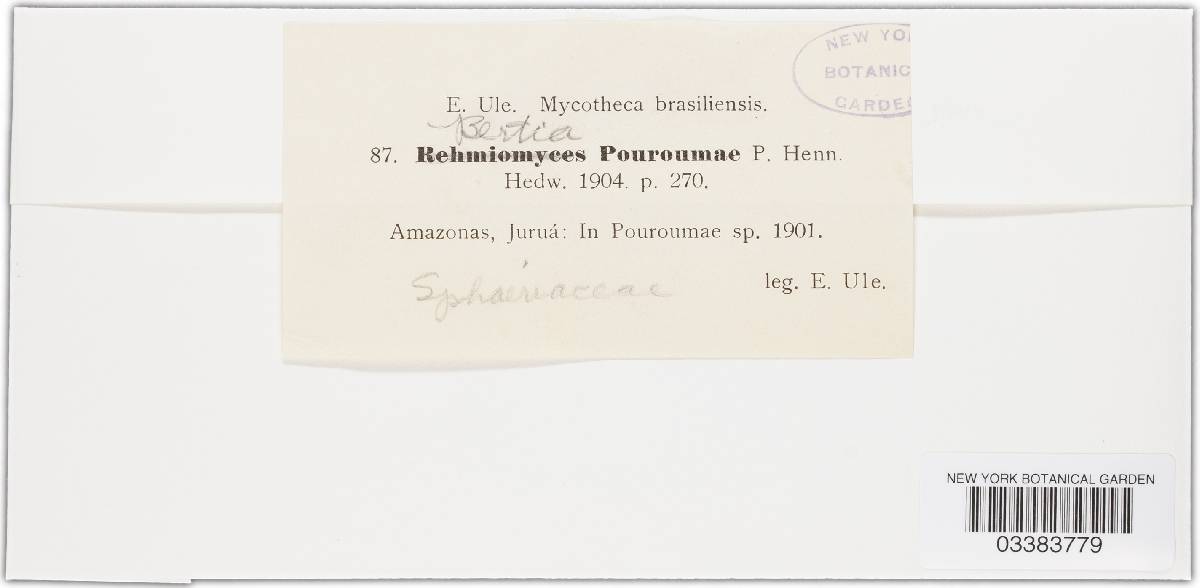 NEW YO
BOTANIC
GARDE
E. Ule. Mycotheca brasiliensis.
Bertia
87. Rehmiomyces Pouroumae P. Henn.
Hedw. 1904. p. 270.
Amazonas, Juruá: In Pouroumae sp. 1901.
Sphaeriaceae
leg. E. Ule.
NEW YORK BOTANICAL GARDEN
03383779